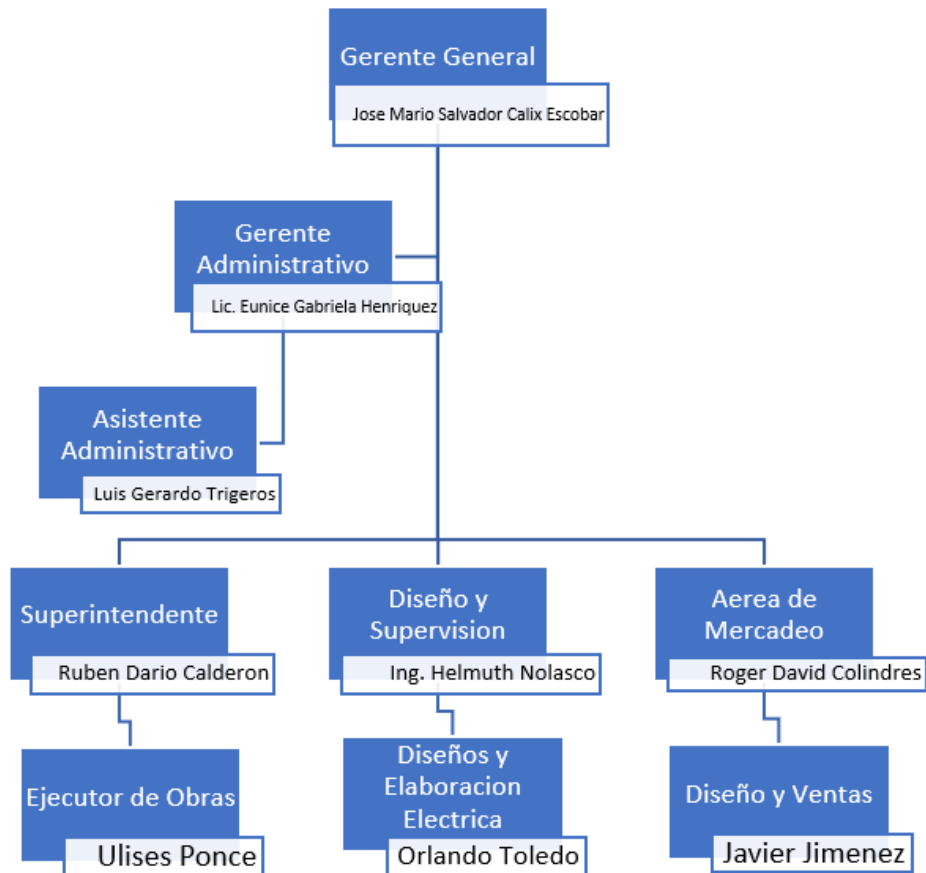 Gerente General
Jose Mario Salvador Calix Escobar
Gerente
Administrativo
Lic. Eunice Gabriela Henriquez
Asistente
Administrativo
Luis Gerardo Trigeros
Superintendente
Ruben Dario Calderon
Diseño y
Supervision
Ing. Helmuth Nolasco
Aerea de
Mercadeo
Roger David Colindres
Ejecutor de Obras
Ulises Ponce
Diseños y
Elaboracion
Electrica
Orlando Toledo
Diseño y Ventas
Javier Jimenez